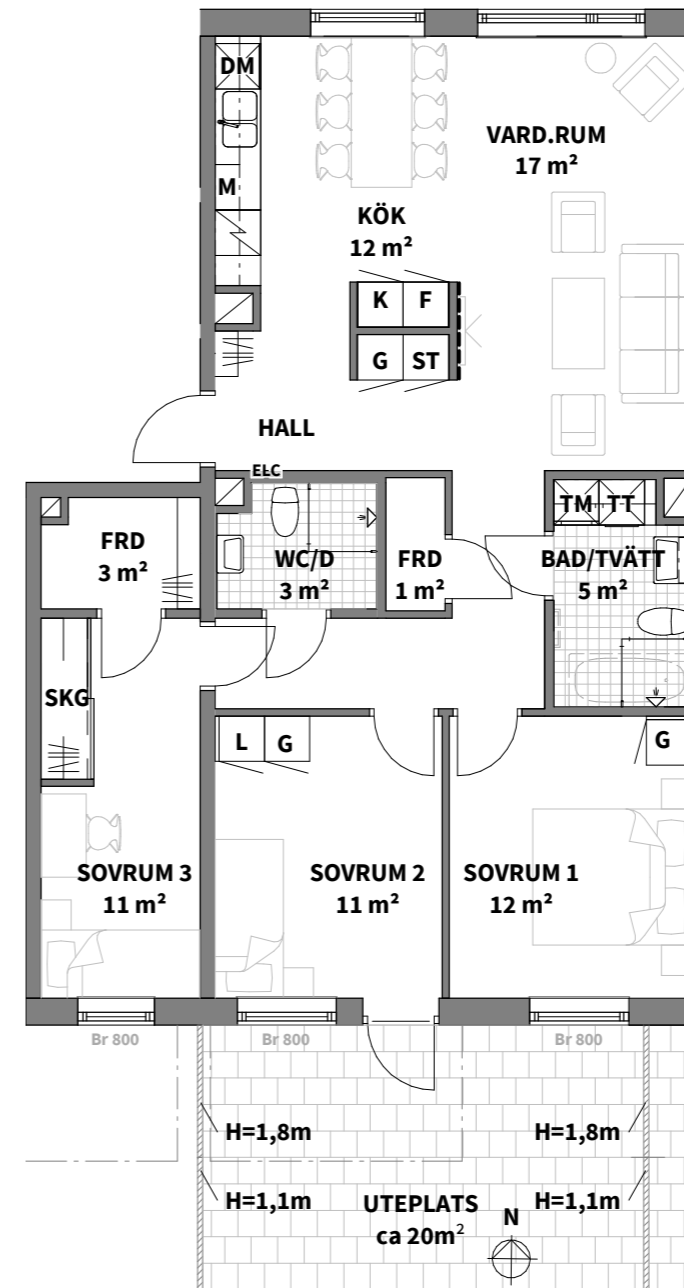 DM
VARD.RUM
17 m²
M
KÖK
12 m²
K F
G ST
HALL
ELC
TM TT
FRD
3 m²
WC/D
3 m²
FRD
1 m²
BAD/TVÄTT
5 m²
SKG
L G
G
SOVRUM 3
11 m²
SOVRUM 2
11 m²
SOVRUM 1
12 m²
Br 800
Br 800
Br 800
H=1,8m
H=1,8m
H=1,1m
H=1,1m
UTEPLATS
ca 20m²
N